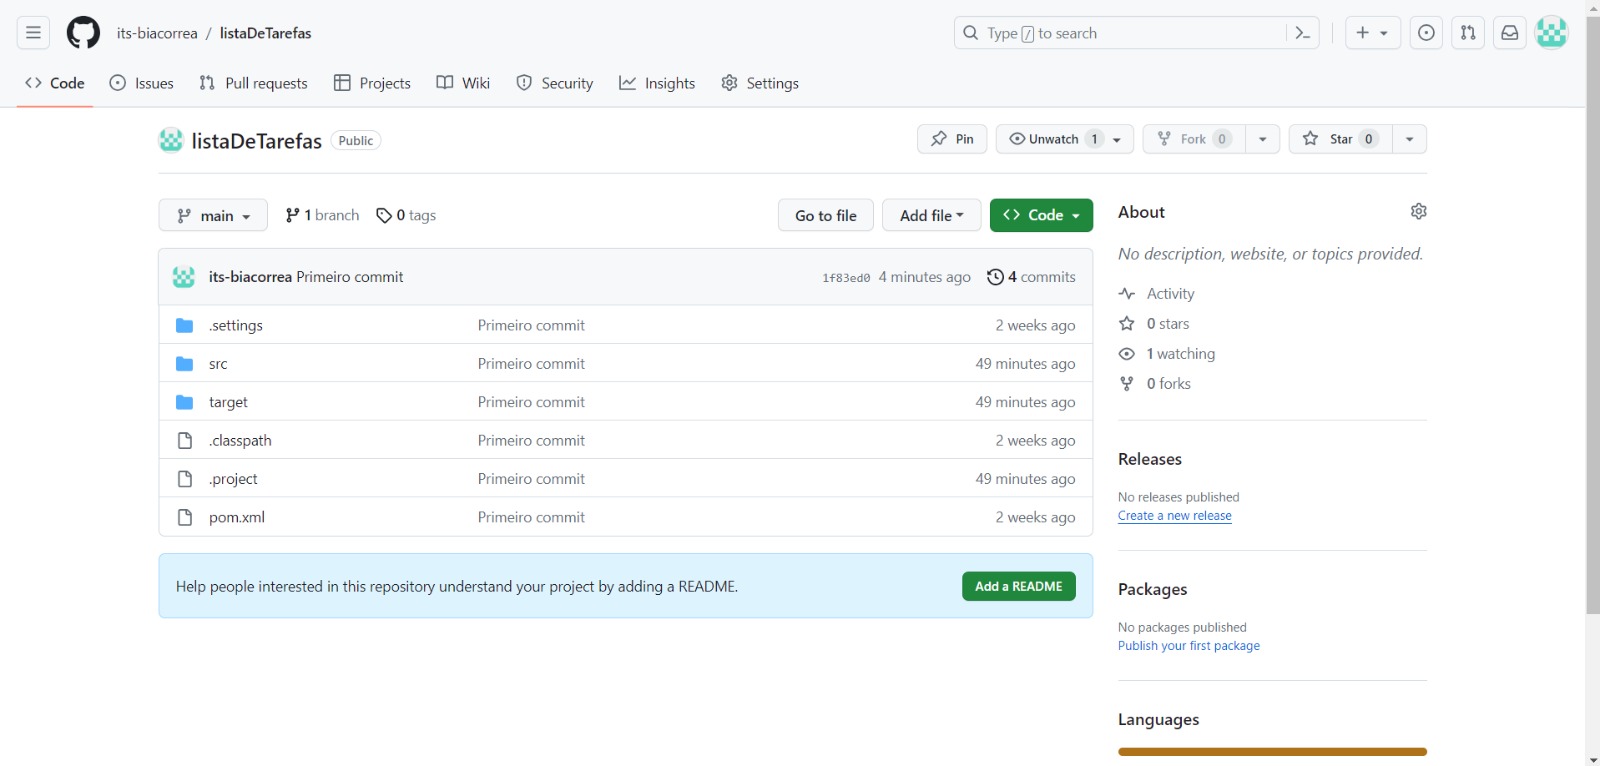 its-biacorrea / listaDeTarefas
Type / to search
Code Issues Pull requests Projects Wiki Security Insights Settings
listaDeTarefas Public
Pin Unwatch 1 Fork 0 Star 0
main 1 branch 0 tags Go to file Add file Code
its-biacorrea Primeiro commit 1f83ed0 4 minutes ago 4 commits
.settings Primeiro commit 2 weeks ago
src Primeiro commit 49 minutes ago
target Primeiro commit 49 minutes ago
.classpath Primeiro commit 2 weeks ago
.project Primeiro commit 49 minutes ago
pom.xml Primeiro commit 2 weeks ago
Help people interested in this repository understand your project by adding a README. Add a README
About
No description, website, or topics provided.
Activity
0 stars
1 watching
0 forks
Releases
No releases published
Create a new release
Packages
No packages published
Publish your first package
Languages